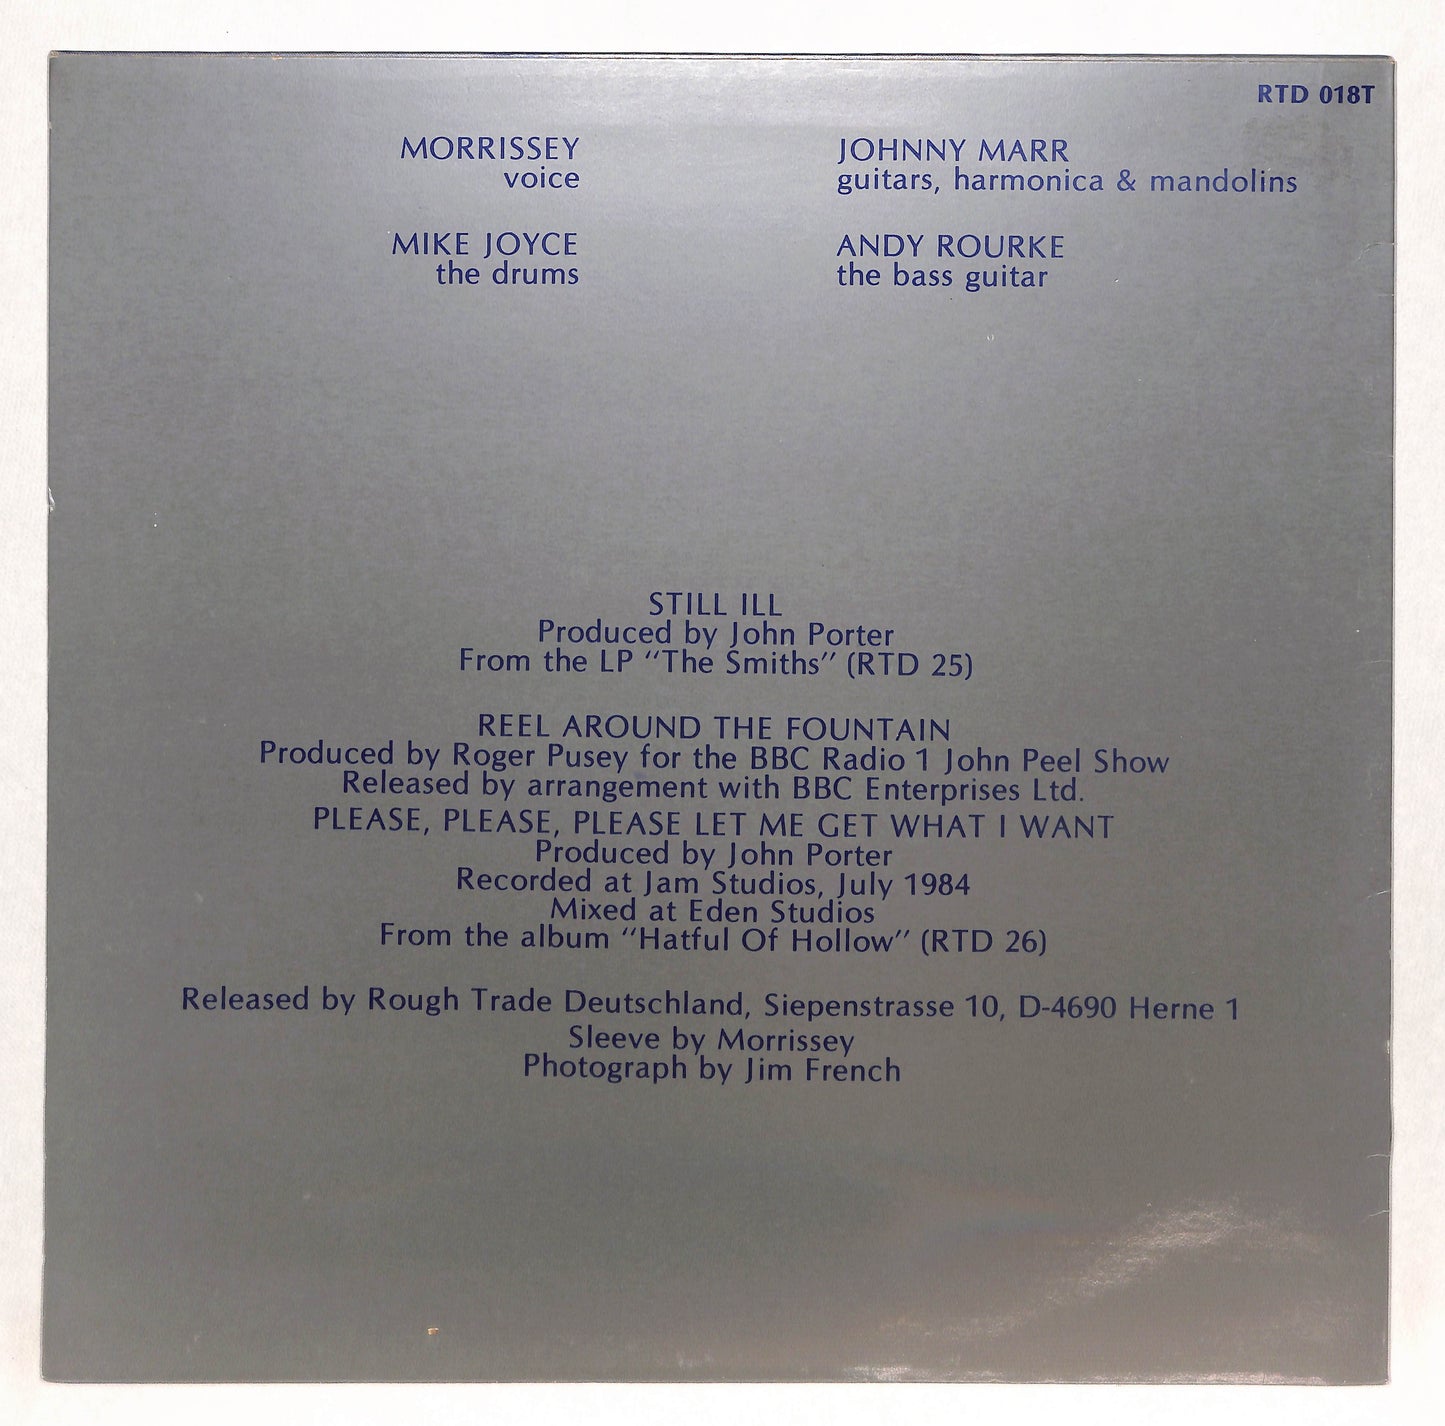 RTD 018T
MORRISSEY
voice
JOHNNY MARR
guitars, harmonica & mandolins
MIKE JOYCE
the drums
ANDY ROURKE
the bass guitar
STILL ILL
Produced by John Porter
From the LP "The Smiths" (RTD 25)
REEL AROUND THE FOUNTAIN
Produced by Roger Pusey for the BBC Radio 1 John Peel Show
Released by arrangement with BBC Enterprises Ltd.
PLEASE, PLEASE, PLEASE LET ME GET WHAT I WANT
Produced by John Porter
Recorded at Jam Studios, July 1984
Mixed at Eden Studios
From the album "Hatful Of Hollow" (RTD 26)
Released by Rough Trade Deutschland, Siepenstrasse 10, D-4690 Herne 1
Sleeve by Morrissey
Photograph by Jim French